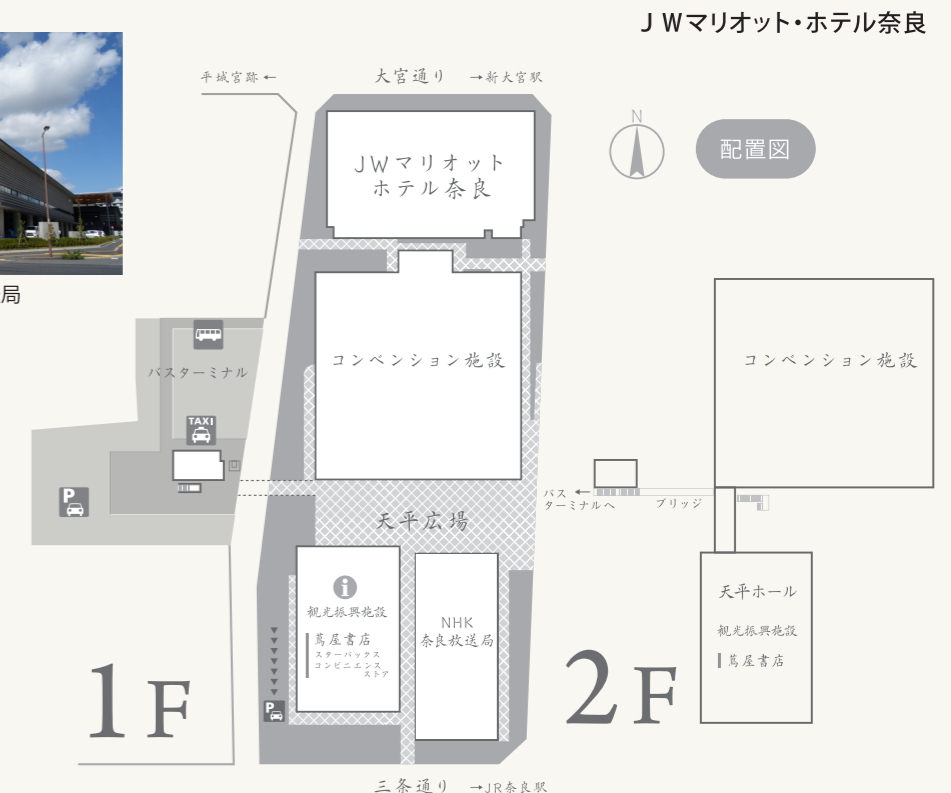 JWマリオット・ホテル奈良
平城宮跡←
大宮通り →新大宮駅
N
配置図
JWマリオット
ホテル奈良
局
コンベンション施設
コンベンション施設
バスターミナル
TAXI
P
バス ←
ターミナルへ
ブリッジ
天平広場
i
観光振興施設
蔦屋書店
スターバックス
コンビニエンス
ストア
NHK
奈良放送局
天平ホール
観光振興施設
蔦屋書店
P
1F
2F
三条通り →JR奈良駅